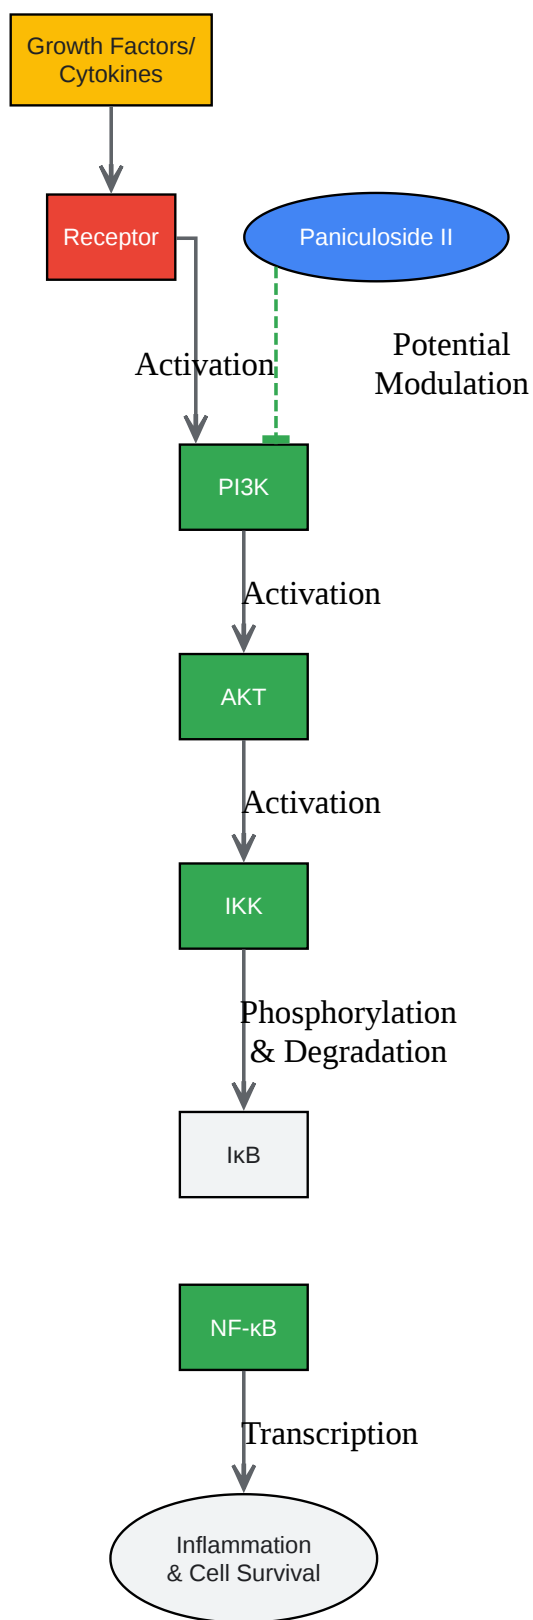 Growth Factors/
Cytokines
Receptor
Paniculoside II
Activation
Potential
Modulation
PI3K
Activation
AKT
Activation
IKK
Phosphorylation
& Degradation
IκB
NF-κB
Transcription
Inflammation
& Cell Survival